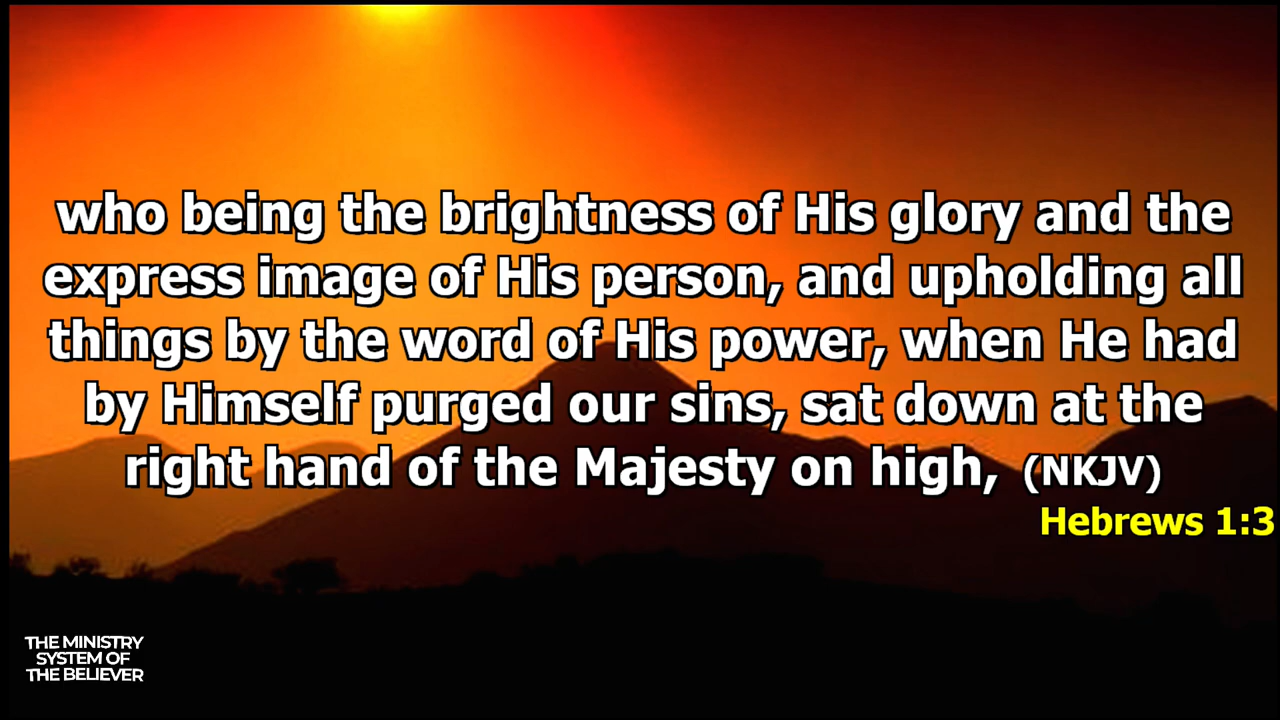 who being the brightness of His glory and the
express image of His person, and upholding all
things by the word of His power, when He had
by Himself purged our sins, sat down at the
right hand of the Majesty on high, (NKJV)
Hebrews 1:3
THE MINISTRY
SYSTEM OF
THE BELIEVER